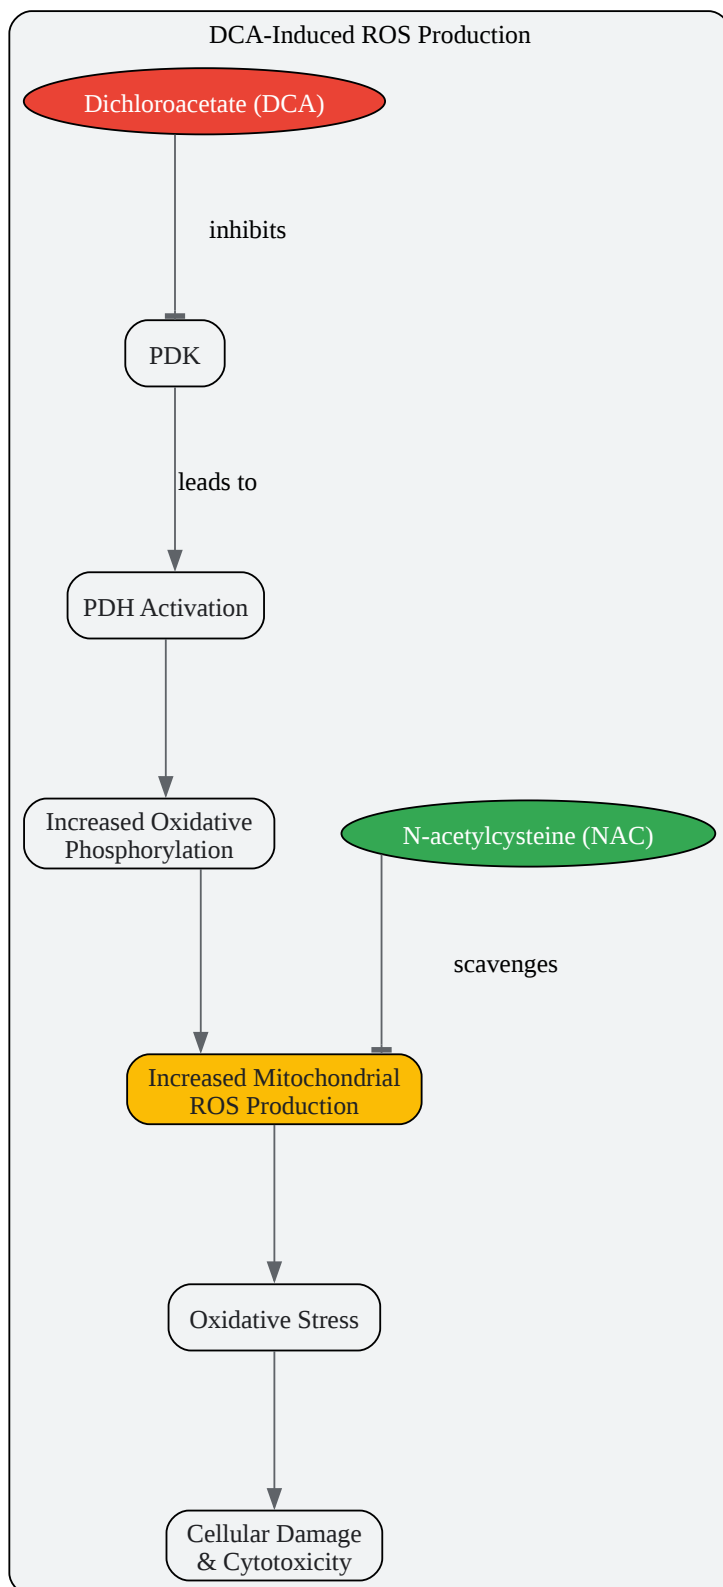 DCA-Induced ROS Production
Dichloroacetate (DCA)
inhibits
PDK
leads to
PDH Activation
Increased Oxidative
Phosphorylation
N-acetylcysteine (NAC)
scavenges
Increased Mitochondrial
ROS Production
Oxidative Stress
Cellular Damage
& Cytotoxicity